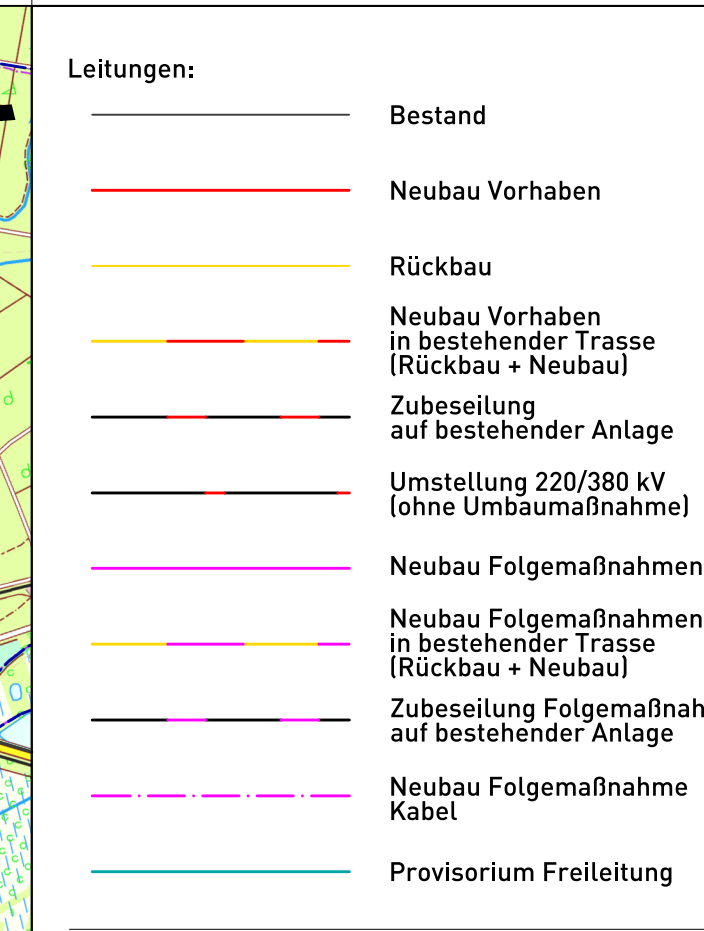 Leitungen:
Bestand
Neubau Vorhaben
Rückbau
Neubau Vorhaben
in bestehender Trasse
(Rückbau + Neubau)
Zubeseilung
auf bestehender Anlage
Umstellung 220/380 kV
(ohne Umbaumaßnahme)
Neubau Folgemaßnahmen
Neubau Folgemaßnahmen
in bestehender Trasse
(Rückbau + Neubau)
Zubeseilung Folgemaßnah
auf bestehender Anlage
Neubau Folgemaßnahme
Kabel
Provisorium Freileitung